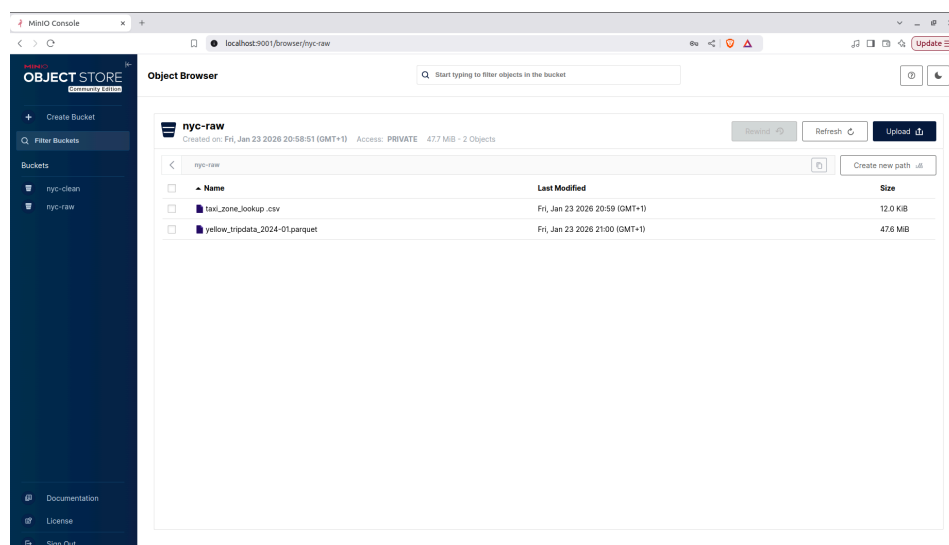 MinIO Console
localhost:9001/browser/nyc-raw
Update
MINIO
OBJECT STORE
Community Edition
Object Browser
Start typing to filter objects in the bucket
Create Bucket
Filter Buckets
Buckets
nyc-clean
nyc-raw
nyc-raw
Created on: Fri, Jan 23 2026 20:58:51 (GMT+1) Access: PRIVATE 47.7 MiB - 2 Objects
Rewind
Refresh
Upload
nyc-raw
Create new path
Name Last Modified Size
taxi_zone_lookup .csv Fri, Jan 23 2026 20:59 (GMT+1) 12.0 KiB
yellow_tripdata_2024-01.parquet Fri, Jan 23 2026 21:00 (GMT+1) 47.6 MiB
Documentation
License
Sign Out